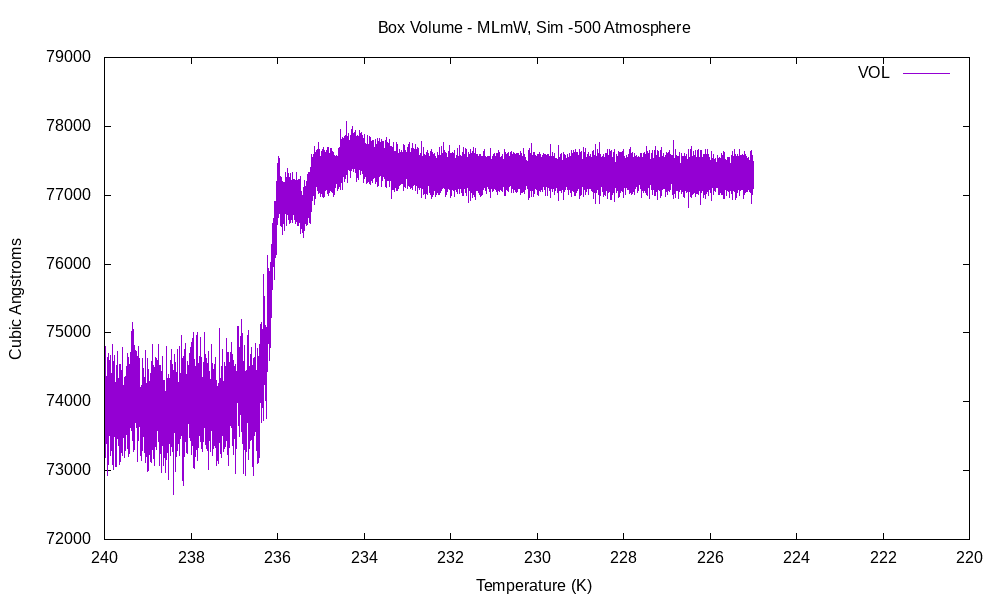 Box Volume - MLmW, Sim -500 Atmosphere
79000
VOL
78000
77000
76000
75000
74000
73000
72000
Cubic Angstroms
240 238 236 234 232 230 228 226 224 222 220
Temperature (K)